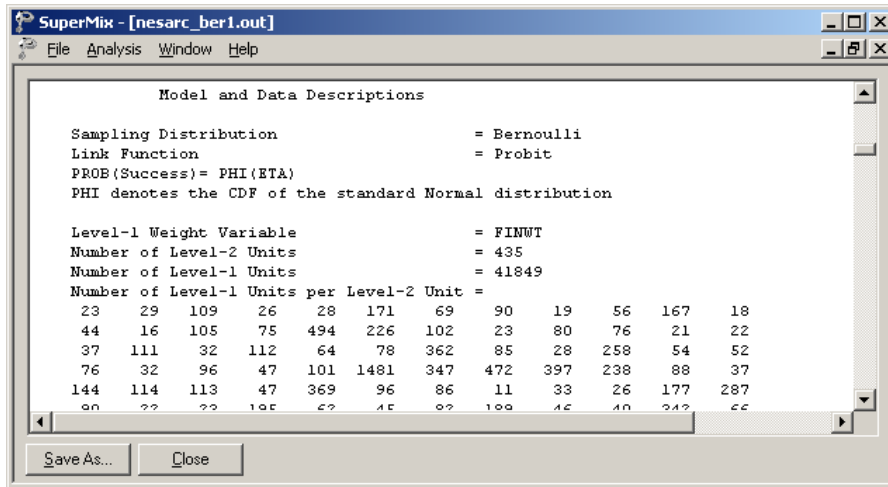 SuperMix - [nesarc_ber1.out]
File Analysis Window Help
Model and Data Descriptions
Sampling Distribution = Bernoulli
Link Function = Probit
PROB(Success)= PHI(ETA)
PHI denotes the CDF of the standard Normal distribution
Level-1 Weight Variable = FINWT
Number of Level-2 Units = 435
Number of Level-1 Units = 41849
Number of Level-1 Units per Level-2 Unit =
23 29 109 26 28 171 69 90 19 56 167 18
44 16 105 75 494 226 102 23 80 76 21 22
37 111 32 112 64 78 362 85 28 258 54 52
76 32 96 47 101 1481 347 472 397 238 88 37
144 114 113 47 369 96 86 11 33 26 177 287
Save As... Close